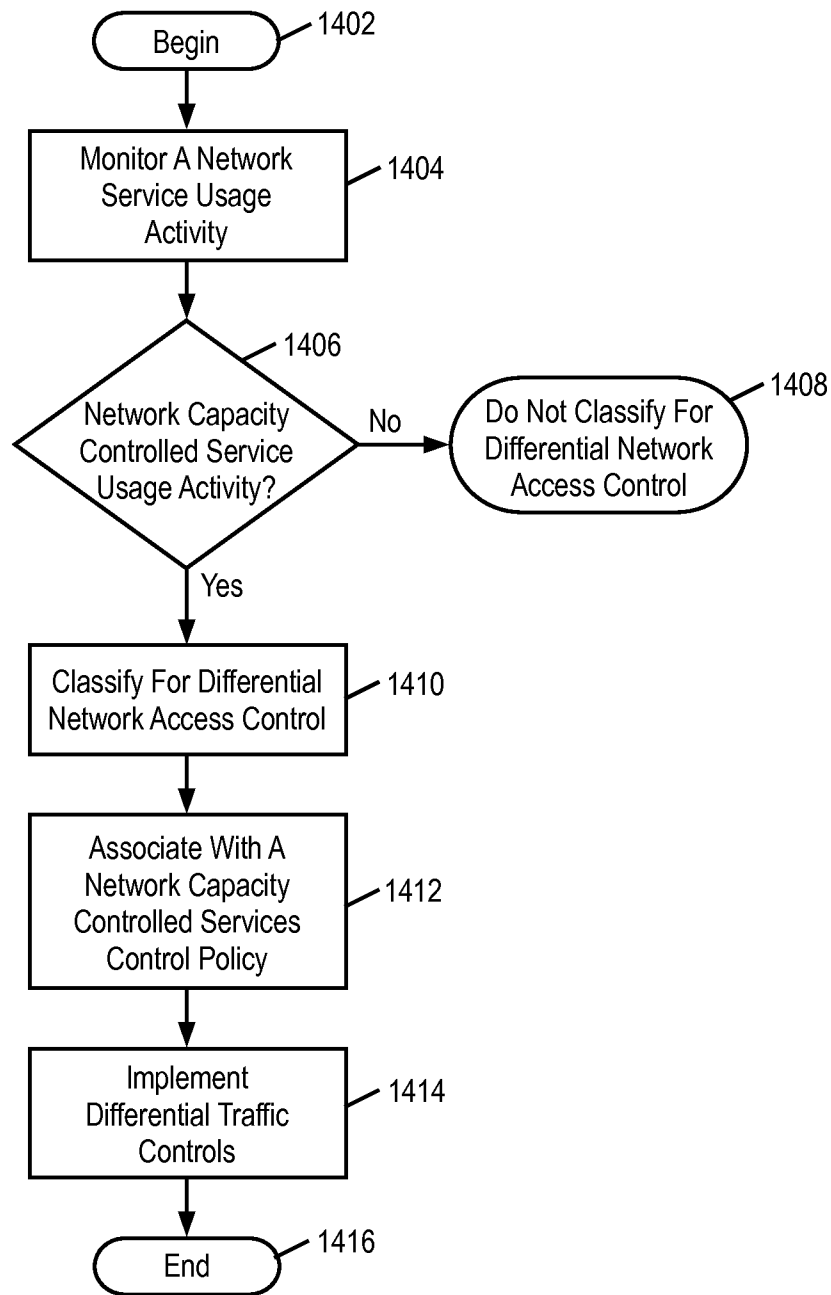 Begin
1402
Monitor A Network
Service Usage
Activity
1404
1406
Network Capacity
Controlled Service
Usage Activity?
No
Do Not Classify For
Differential Network
Access Control
1408
Yes
Classify For Differential
Network Access Control
1410
Associate With A
Network Capacity
Controlled Services
Control Policy
1412
Implement
Differential Traffic
Controls
1414
End
1416